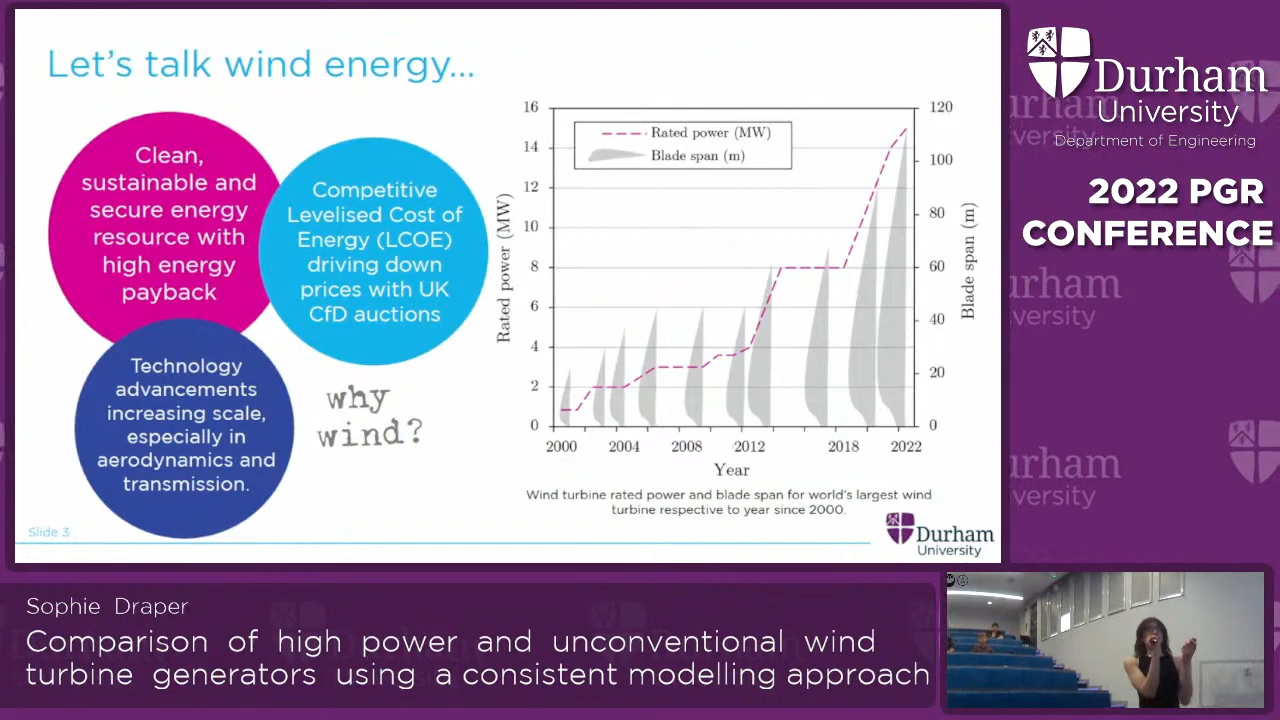 Let's talk wind energy...
Clean,
sustainable and
secure energy
resource with
high energy
payback
Competitive
Levelised Cost of
Energy (LCOE)
driving down
prices with UK
CfD auctions
Technology
advancements
increasing scale,
especially in
aerodynamics and
transmission.
why
wind?
Rated power (MW)
Blade span (m)
16
14
12
10
8
6
4
2
0
Rated power (MW)
120
100
80
60
40
20
0
Blade span (m)
2000 2004 2008 2012 2018 2022
Year
Wind turbine rated power and blade span for world's largest wind
turbine respective to year since 2000.
Slide 3
Durham
University
Durham
University
Department of Engineering
2022 PGR
CONFERENCE
urham
versity
urham
versity
urham
versity
Sophie Draper
Comparison of high power and unconventional wind
turbine generators using a consistent modelling approach